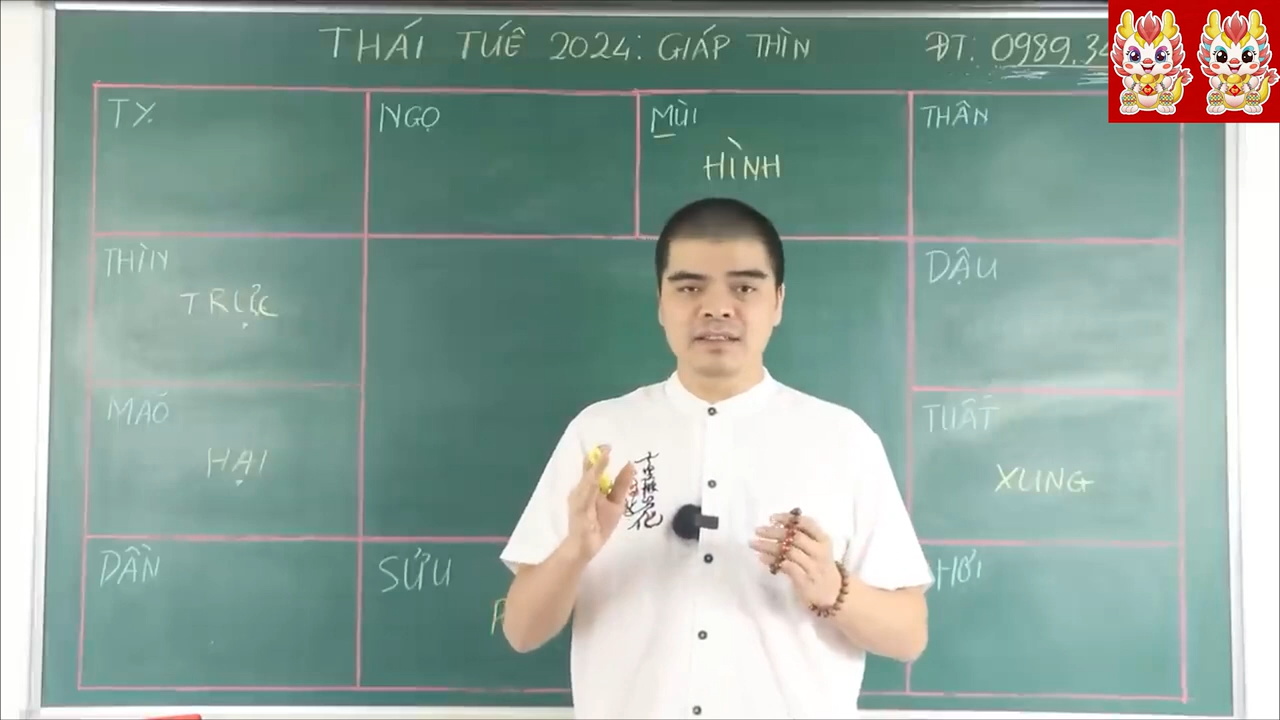 THÁI TUẾ 2024: GIÁP THÌN
ĐT: 0989.34
TỴ
NGỌ
MÙI
THÂN
HÌNH
THÌN
DẬU
TRỰC
MÃO
TUẤT
HẠI
XUNG
DẦN
SỬU
HỢI
P